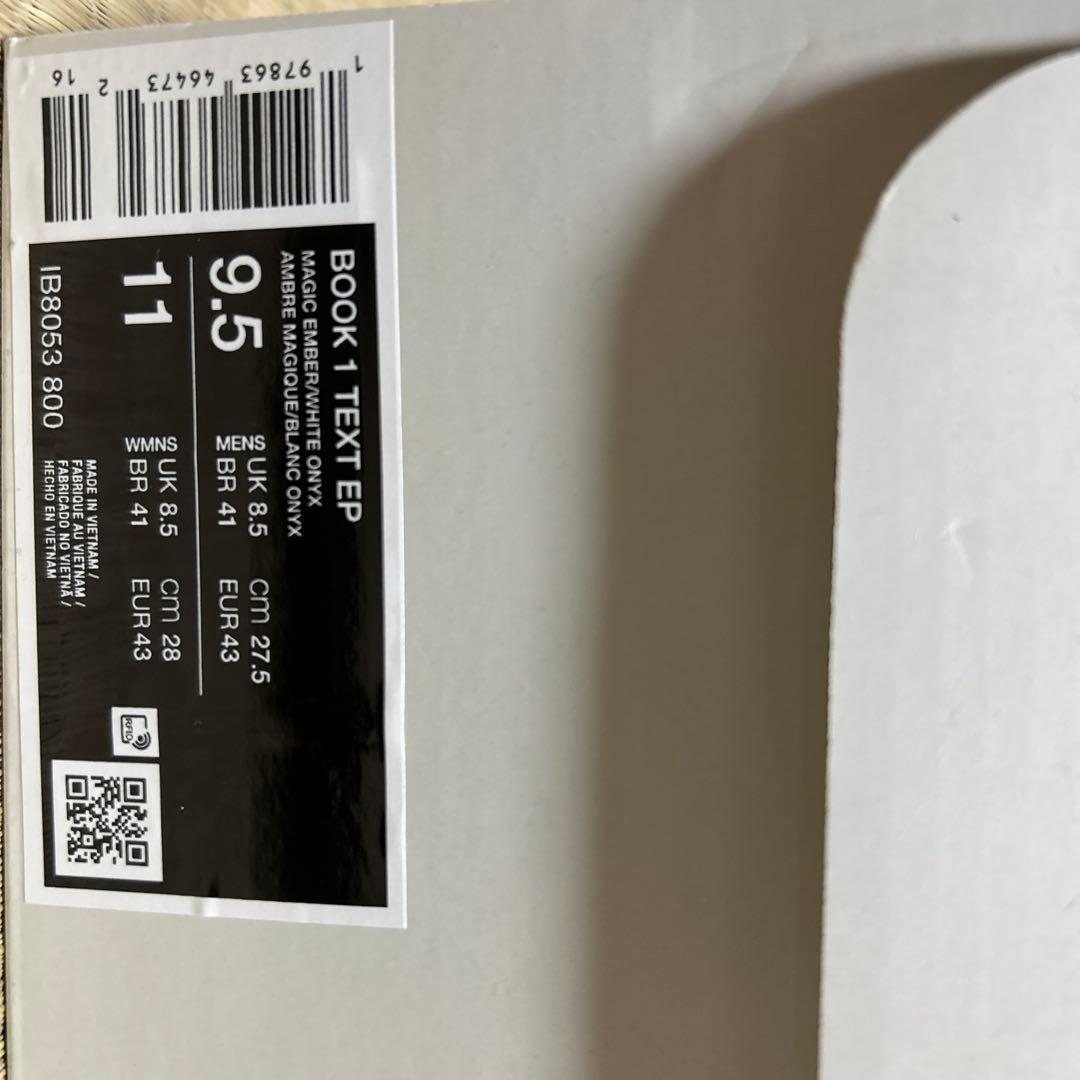 BOOK 1 TEXT EP
MAGIC EMBER/WHITE ONYX
AMBRE MAGIQUE/BLANC ONYX
9.5
MENS UK 8.5 CM 27.5
BR 41 EUR 43
11
WMNS UK 8.5 CM 28
BR 41 EUR 43
IB8053 800
MADE IN VIETNAM /
FABRIQUE AU VIETNAM /
FABRICADO NO VIETNÃ /
HECHO EN VIETNAM
RFID
1 97863 46473 2 16